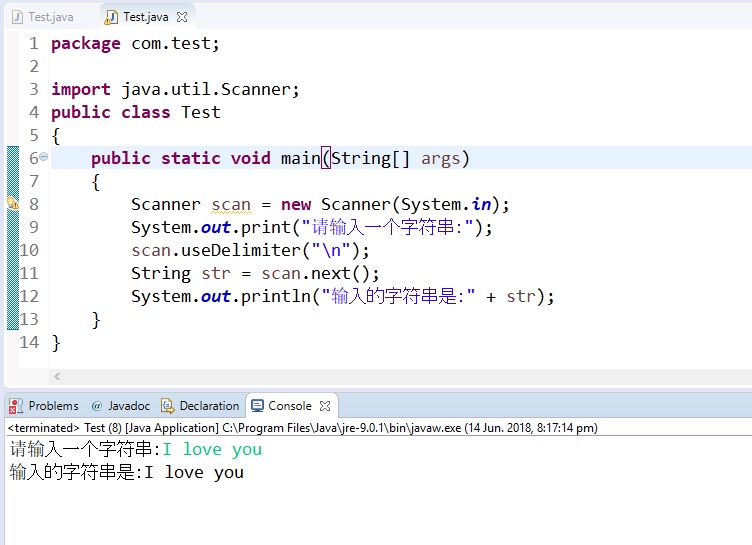 Test.java Test.java
1 package com.test;
2
3 import java.util.Scanner;
4 public class Test
5 {
6 public static void main(String[] args)
7 {
8 Scanner scan = new Scanner(System.in);
9 System.out.print("请输入一个字符串:");
10 scan.useDelimiter("\n");
11 String str = scan.next();
12 System.out.println("输入的字符串是:" + str);
13 }
14 }
Problems @ Javadoc Declaration Console
<terminated> Test (8) [Java Application] C:\Program Files\Java\jre-9.0.1\bin\javaw.exe (14 Jun. 2018, 8:17:14 pm)
请输入一个字符串:I love you
输入的字符串是:I love you